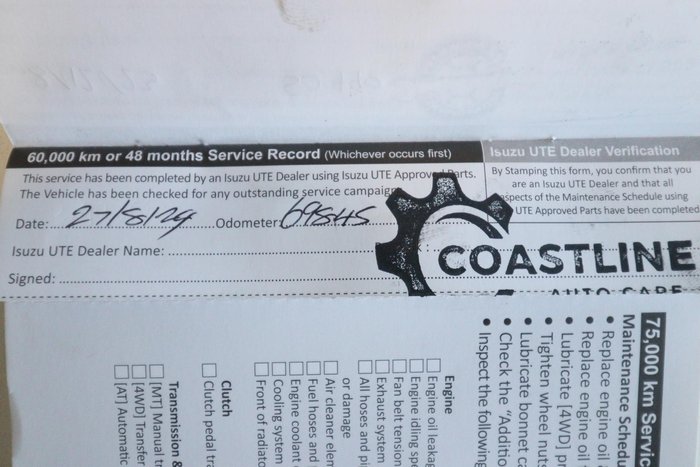 60,000 km or 48 months Service Record (Whichever occurs first)
Isuzu UTE Dealer Verification
This service has been completed by an Isuzu UTE Dealer using Isuzu UTE Approved Parts.
The Vehicle has been checked for any outstanding service campaign
By Stamping this form, you confirm that you
are an Isuzu UTE Dealer and that all
aspects of the Maintenance Schedule using
UTE Approved Parts have been completed
Date: 27/8/24 Odometer: 69845
Isuzu UTE Dealer Name:
Signed:
COASTLINE
AUTO CARE
75,000 km Servic
Maintenance Schedu
• Replace engine oil
• Replace engine oil
• Lubricate [4WD] p
• Tighten wheel nut
• Lubricate bonnet ca
• Check the "Additio
• Inspect the following
Engine
Engine oil leakag
Engine idling spe
Fan belt tension
Exhaust system
All hoses and pi
or damage
Air cleaner elem
Fuel hoses and
Engine coolant
Cooling system
Front of radiato
Clutch
Clutch pedal tra
Transmission &
[MT] Manual tr
[4WD] Transfer
[AT] Automatic